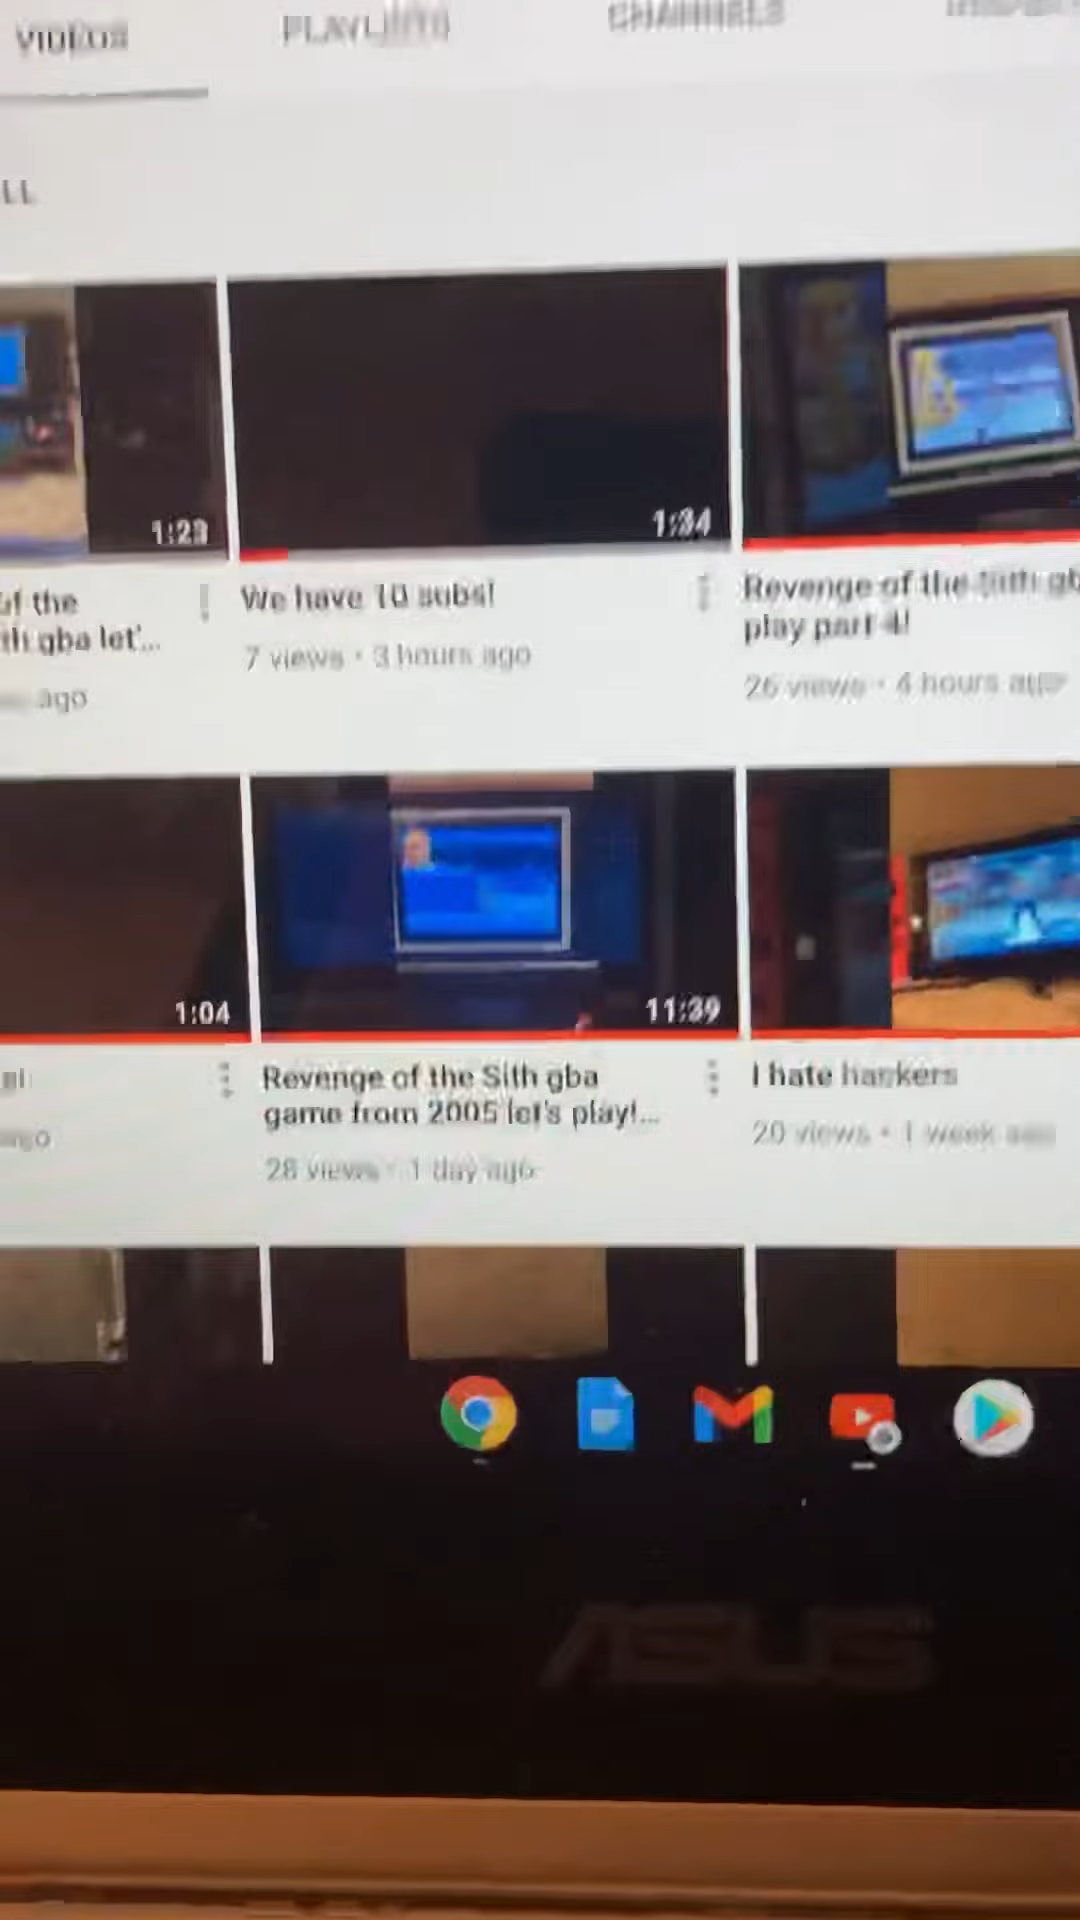 VIDEOS
PLAYLISTS
CHANNELS
LL
1:23
1:34
of the
We have 10 subs!
Revenge of the Sith gb
th gba let'...
play part 4!
ago
7 views • 3 hours ago
26 views • 4 hours ago
1:04
11:39
Revenge of the Sith gba
game from 2005 let's play!...
I hate hankers
ago
28 views • 1 day ago
20 views • 1 week ago
ASUS